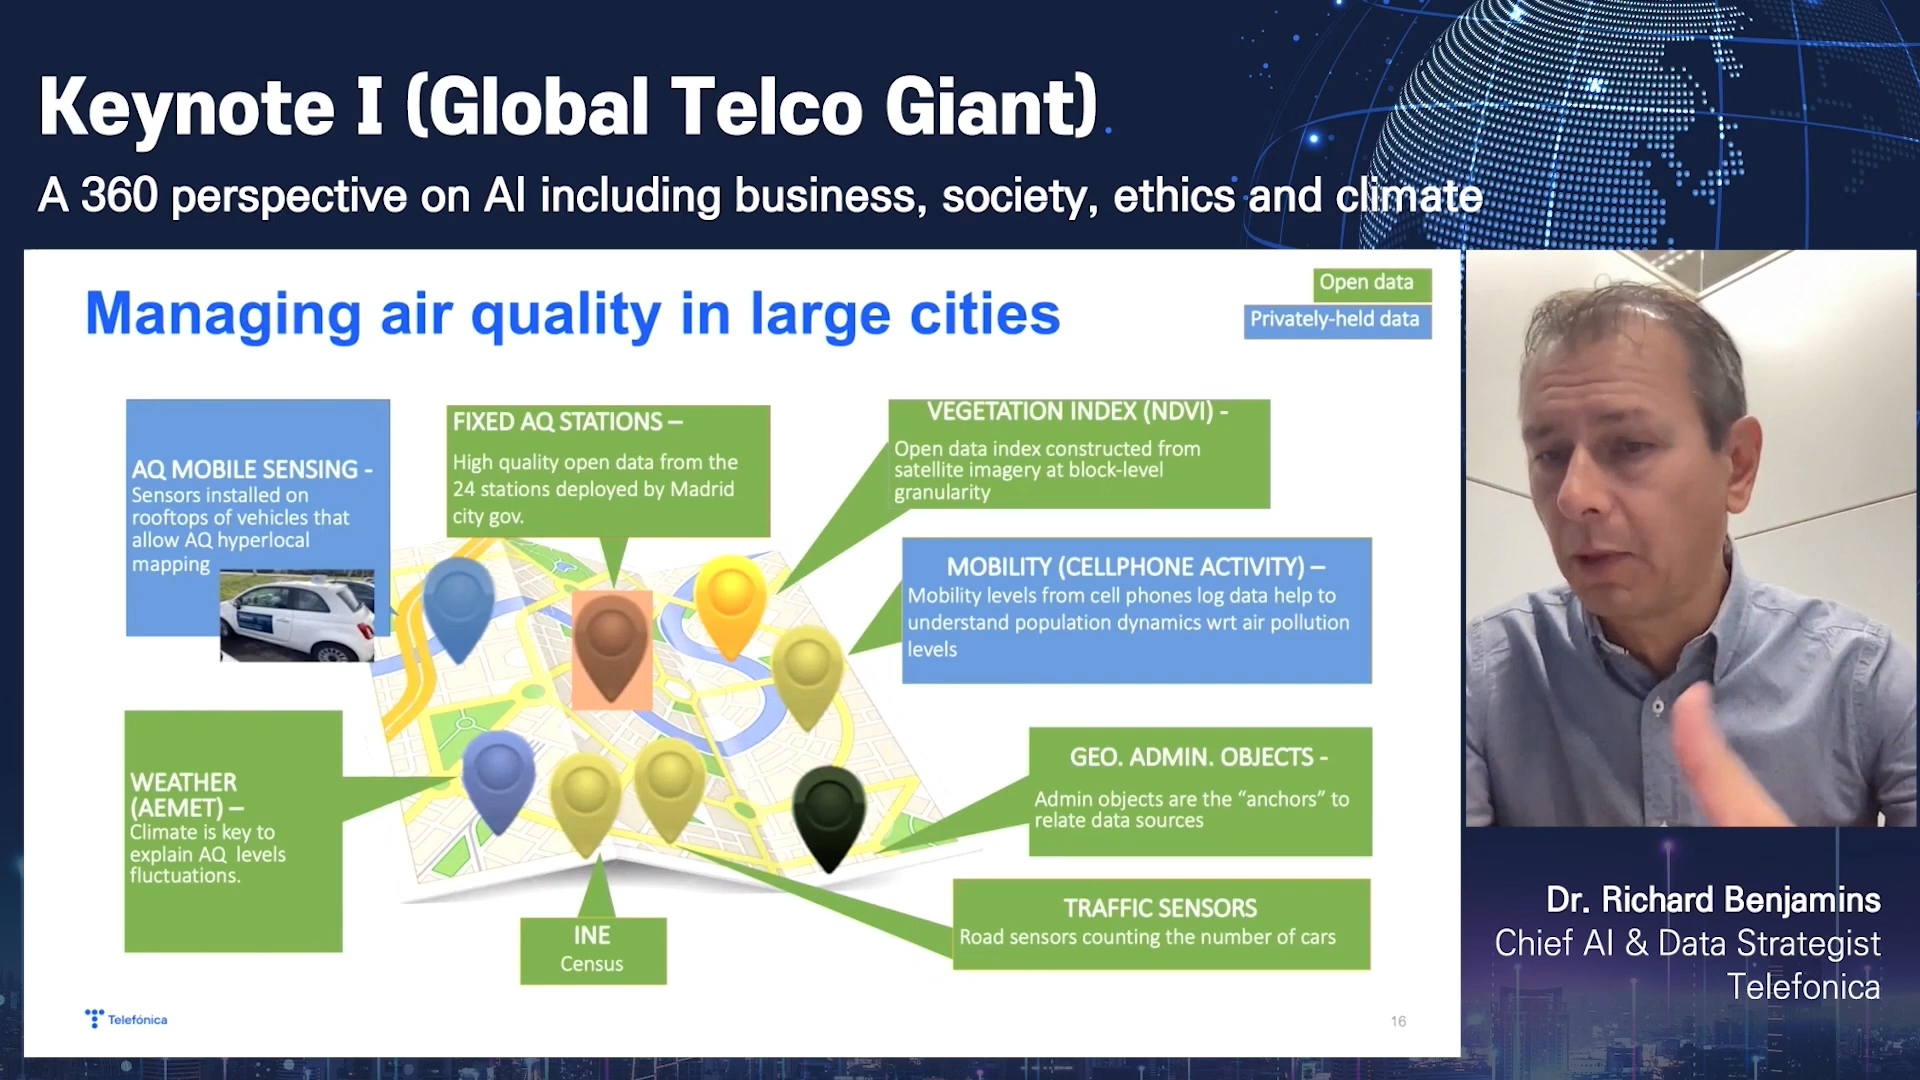 Keynote I (Global Telco Giant)
A 360 perspective on AI including business, society, ethics and climate
Managing air quality in large cities
Open data
Privately-held data
AQ MOBILE SENSING -
Sensors installed on
rooftops of vehicles that
allow AQ hyperlocal
mapping
FIXED AQ STATIONS –
High quality open data from the
24 stations deployed by Madrid
city gov.
VEGETATION INDEX (NDVI) -
Open data index constructed from
satellite imagery at block-level
granularity
MOBILITY (CELLPHONE ACTIVITY) –
Mobility levels from cell phones log data help to
understand population dynamics wrt air pollution
levels
WEATHER
(AEMET) –
Climate is key to
explain AQ levels
fluctuations.
GEO. ADMIN. OBJECTS -
Admin objects are the “anchors” to
relate data sources
INE
Census
TRAFFIC SENSORS
Road sensors counting the number of cars
Telefónica
16
Dr. Richard Benjamins
Chief AI & Data Strategist
Telefonica